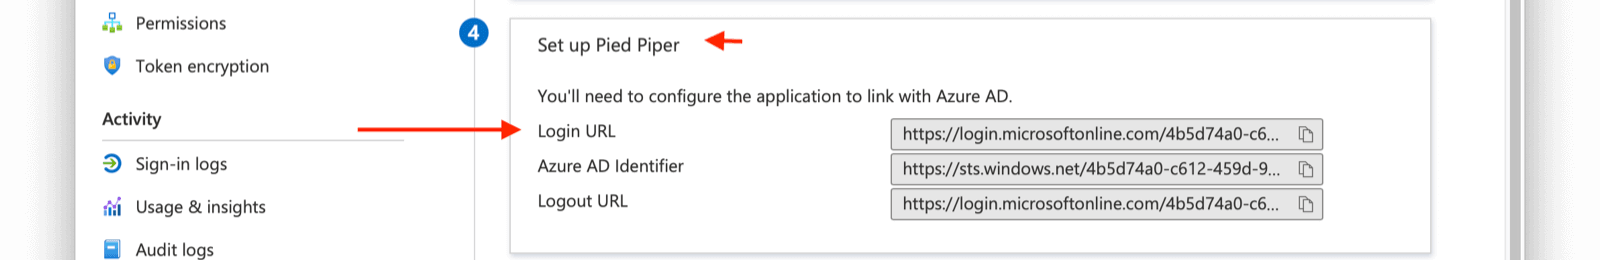 Permissions
Token encryption
Activity
Sign-in logs
Usage & insights
Audit logs
4
Set up Pied Piper
You'll need to configure the application to link with Azure AD.
Login URL https://login.microsoftonline.com/4b5d74a0-c6...
Azure AD Identifier https://sts.windows.net/4b5d74a0-c612-459d-9...
Logout URL https://login.microsoftonline.com/4b5d74a0-c6...